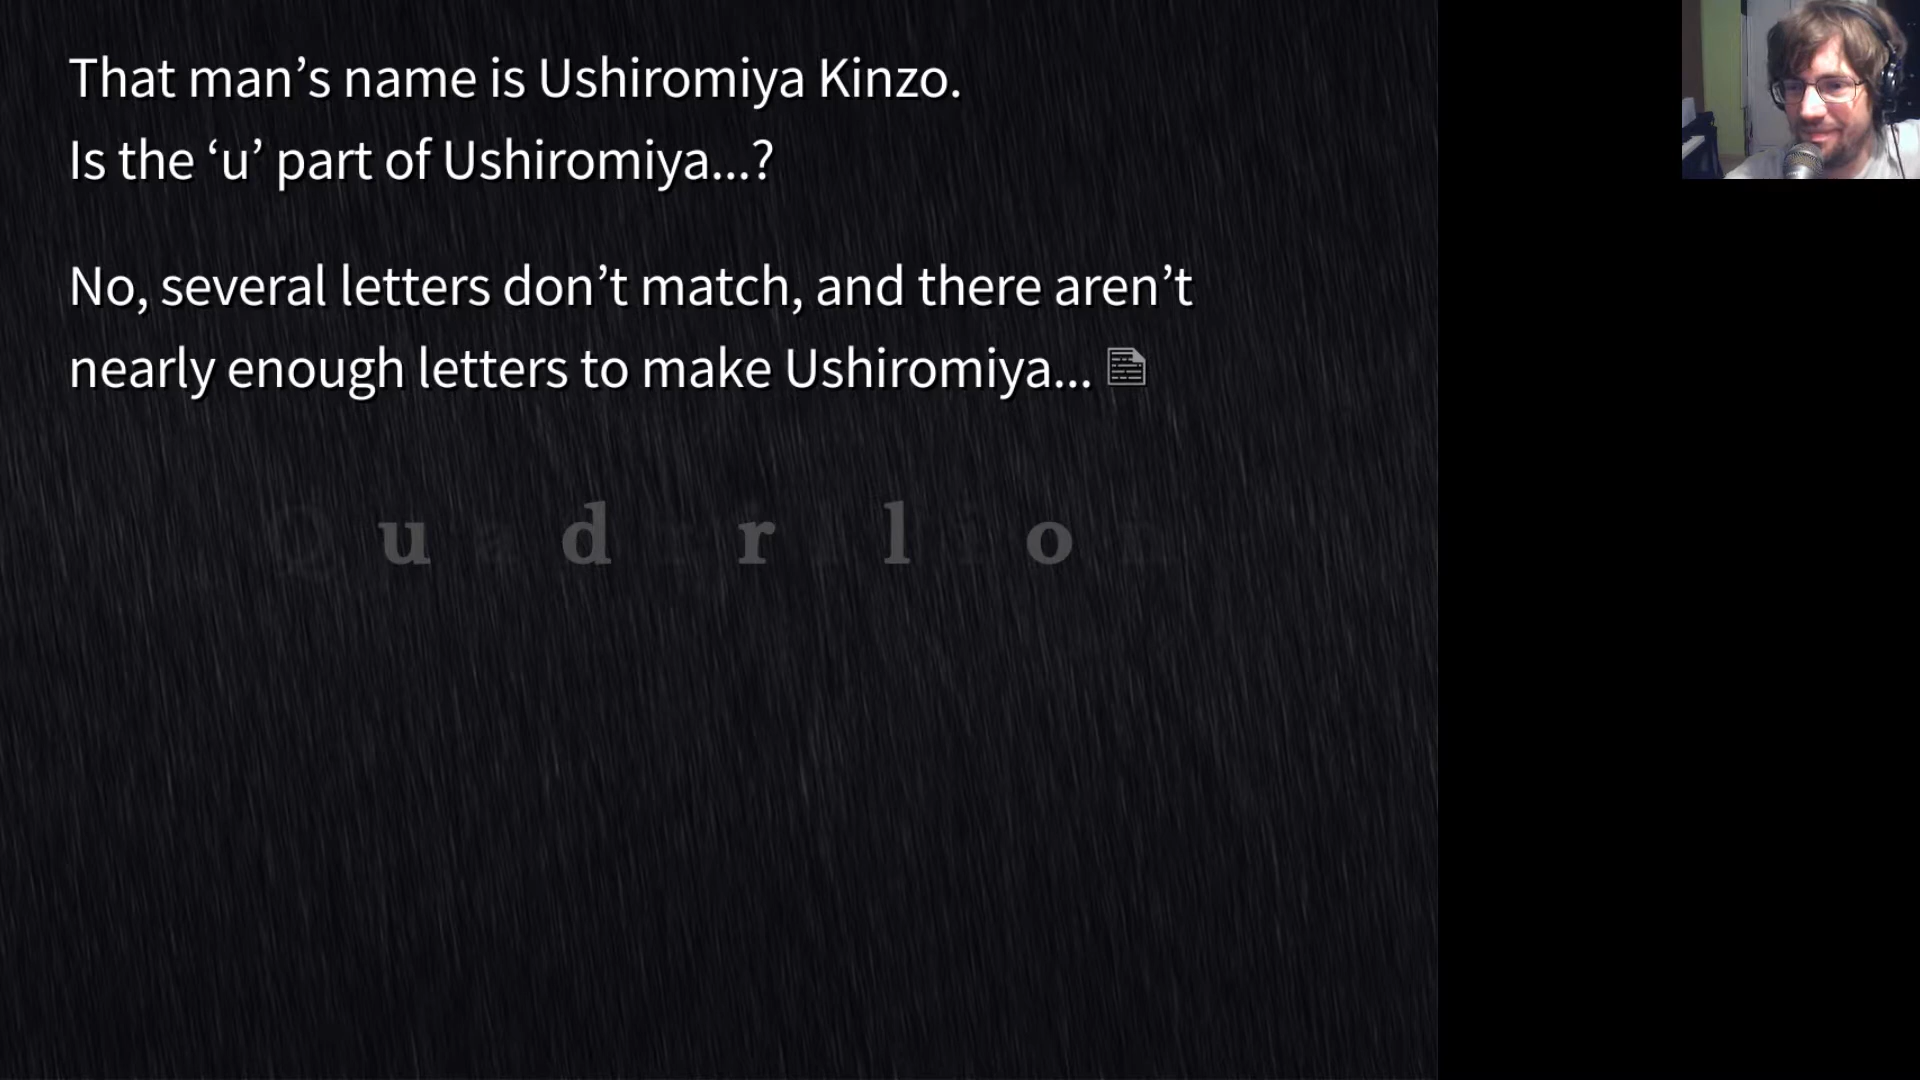 That man’s name is Ushiromiya Kinzo.
Is the ‘u’ part of Ushiromiya...?
No, several letters don’t match, and there aren’t
nearly enough letters to make Ushiromiya...
Q u a d r i l l i o n